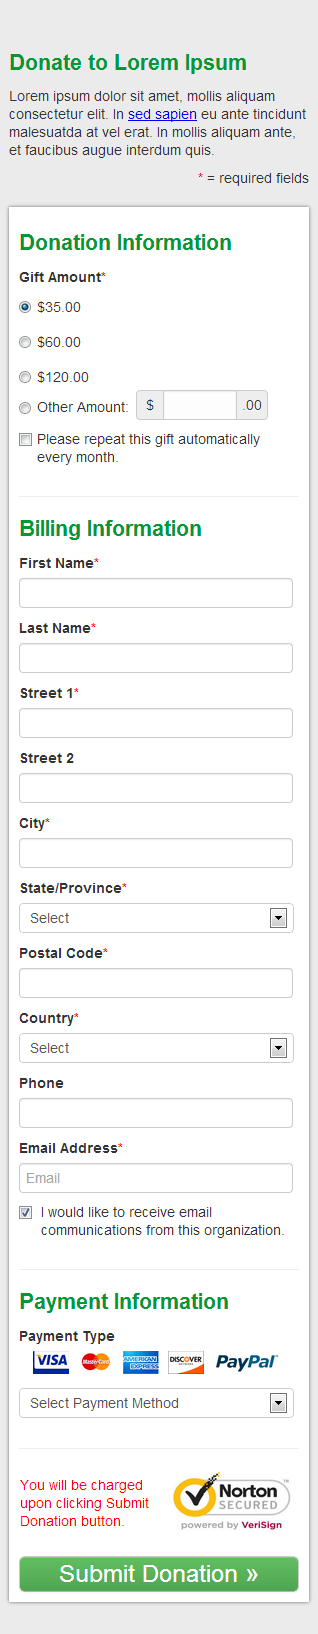 Donate to Lorem Ipsum
Lorem ipsum dolor sit amet, mollis aliquam
consectetur elit. In sed sapien eu ante tincidunt
malesuatda at vel erat. In mollis aliquam ante,
et faucibus augue interdum quis.
* = required fields
Donation Information
Gift Amount*
$35.00
$60.00
$120.00
Other Amount: $ .00
Please repeat this gift automatically
every month.
Billing Information
First Name*
Last Name*
Street 1*
Street 2
City*
State/Province*
Select
Postal Code*
Country*
Select
Phone
Email Address*
Email
I would like to receive email
communications from this organization.
Payment Information
Payment Type
VISA MasterCard AMERICAN EXPRESS DISCOVER NETWORK PayPal
Select Payment Method
You will be charged
upon clicking Submit
Donation button.
Norton™
SECURED
powered by VeriSign
Submit Donation »